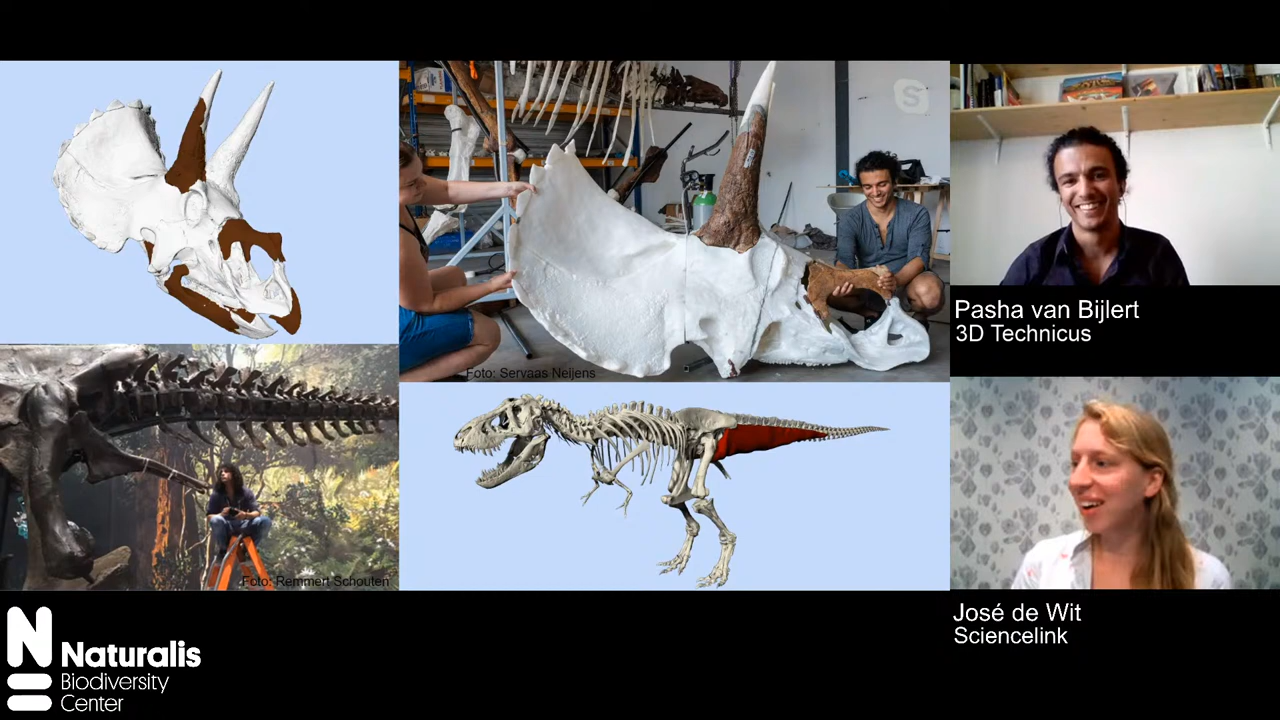 Foto: Servaas Neijens
Pasha van Bijlert
3D Technicus
Foto: Remmert Schouten
José de Wit
Sciencelink
Naturalis
Biodiversity
Center